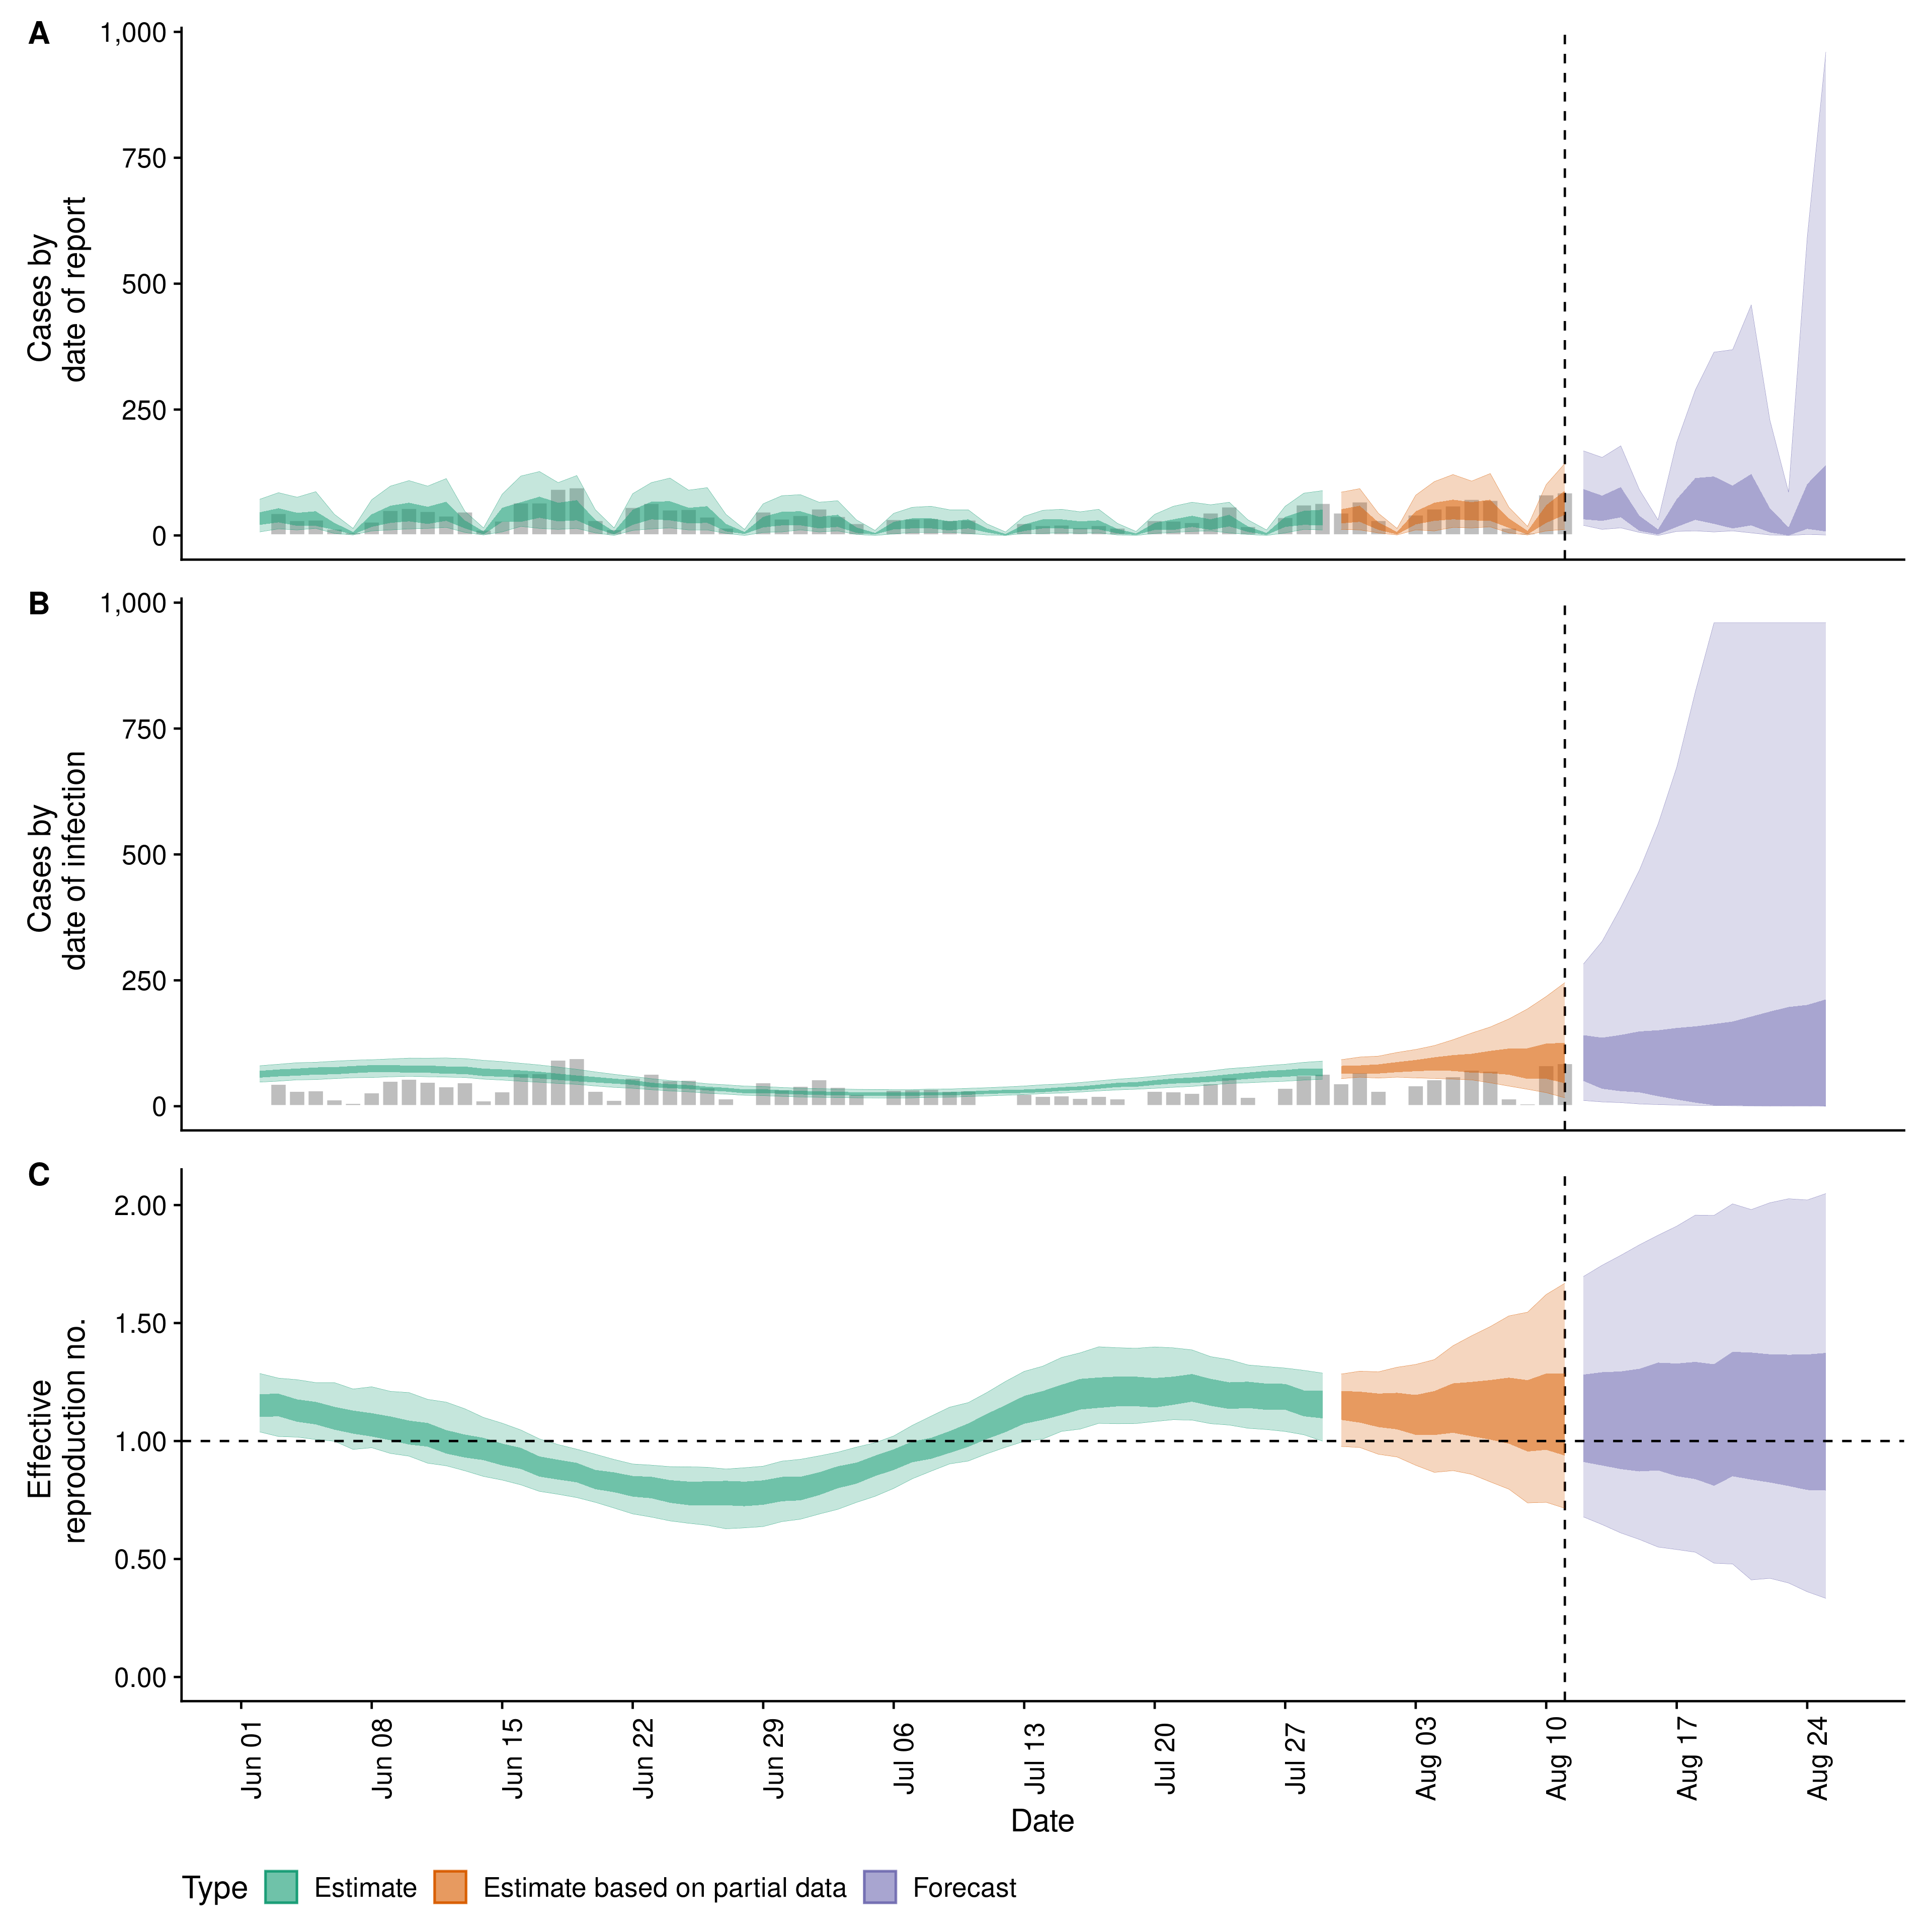 A
1,000
750
500
250
0
Cases by
date of report
B
1,000
750
500
250
0
Cases by
date of infection
C
2.00
1.50
1.00
0.50
0.00
Effective
reproduction no.
Jun 01
Jun 08
Jun 15
Jun 22
Jun 29
Jul 06
Jul 13
Jul 20
Jul 27
Aug 03
Aug 10
Aug 17
Aug 24
Date
Type Estimate Estimate based on partial data Forecast